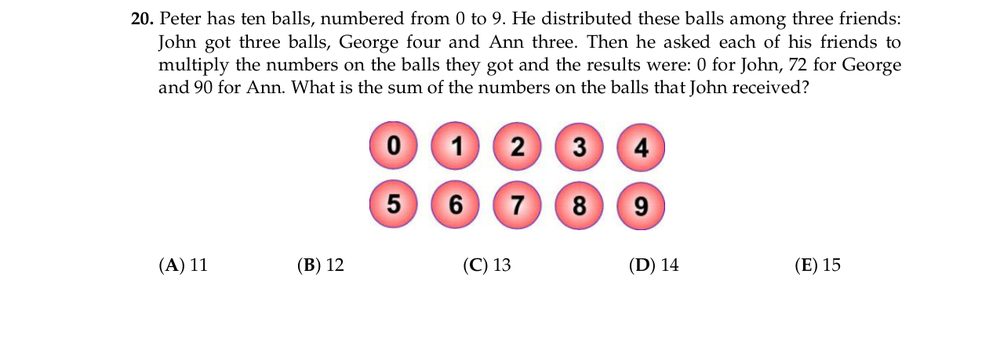 20. Peter has ten balls, numbered from 0 to 9. He distributed these balls among three friends:
John got three balls, George four and Ann three. Then he asked each of his friends to
multiply the numbers on the balls they got and the results were: 0 for John, 72 for George
and 90 for Ann. What is the sum of the numbers on the balls that John received?
0 1 2 3 4
5 6 7 8 9
(A) 11 (B) 12 (C) 13 (D) 14 (E) 15